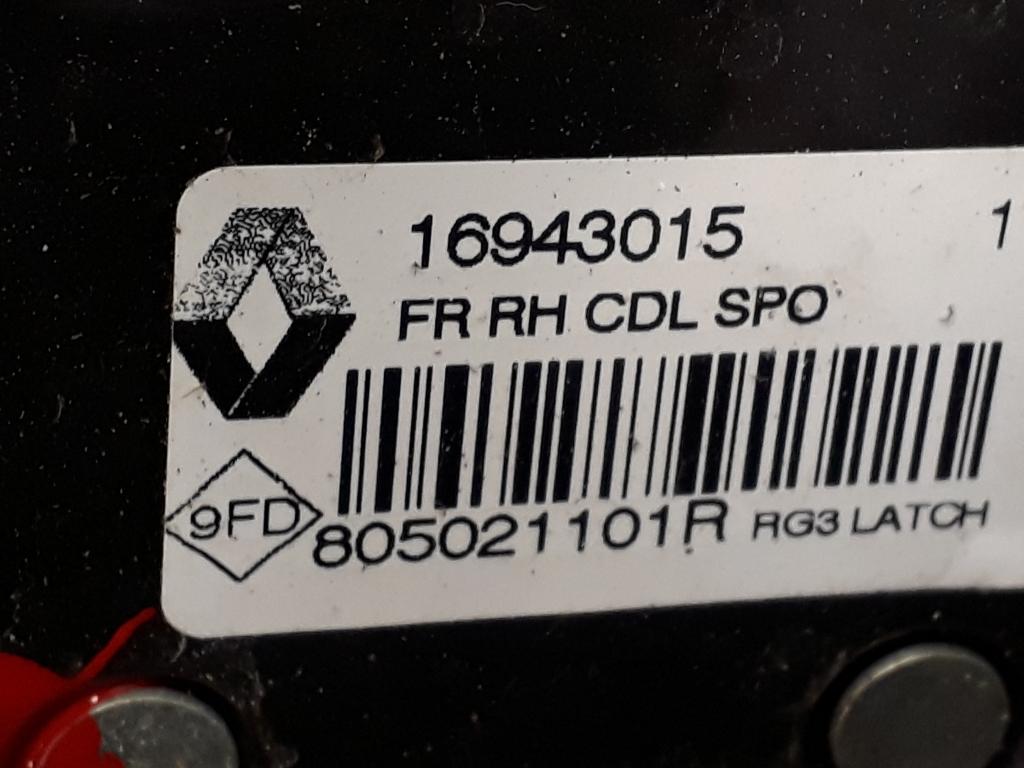 16943015 1
FR RH CDL SPO
9FD
805021101R RG3 LATCH